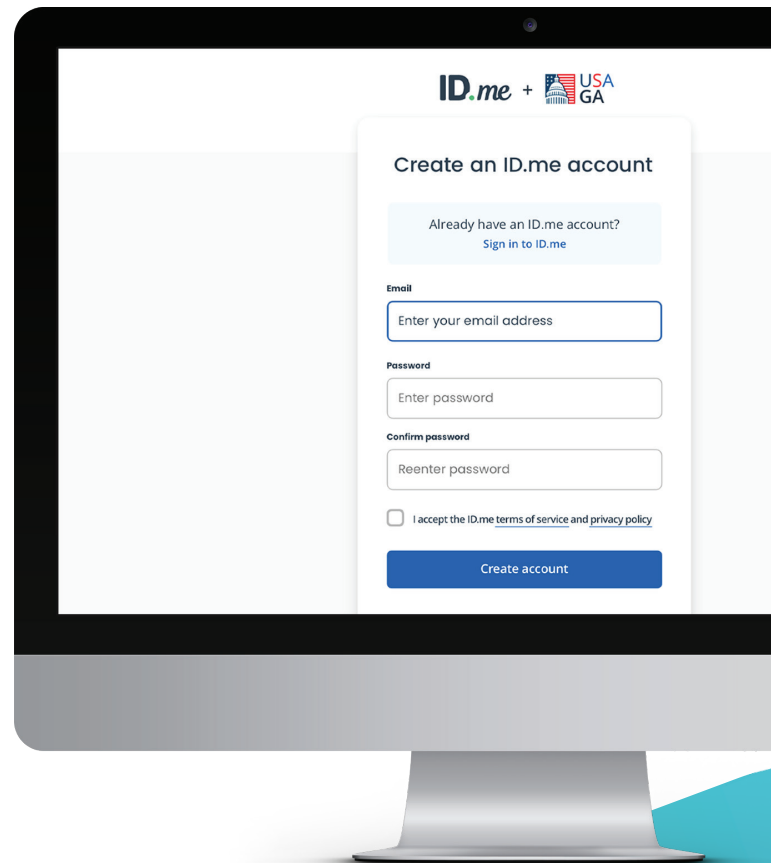 ID.me + USA
GA
Create an ID.me account
Already have an ID.me account?
Sign in to ID.me
Email
Enter your email address
Password
Enter password
Confirm password
Reenter password
I accept the ID.me terms of service and privacy policy
Create account